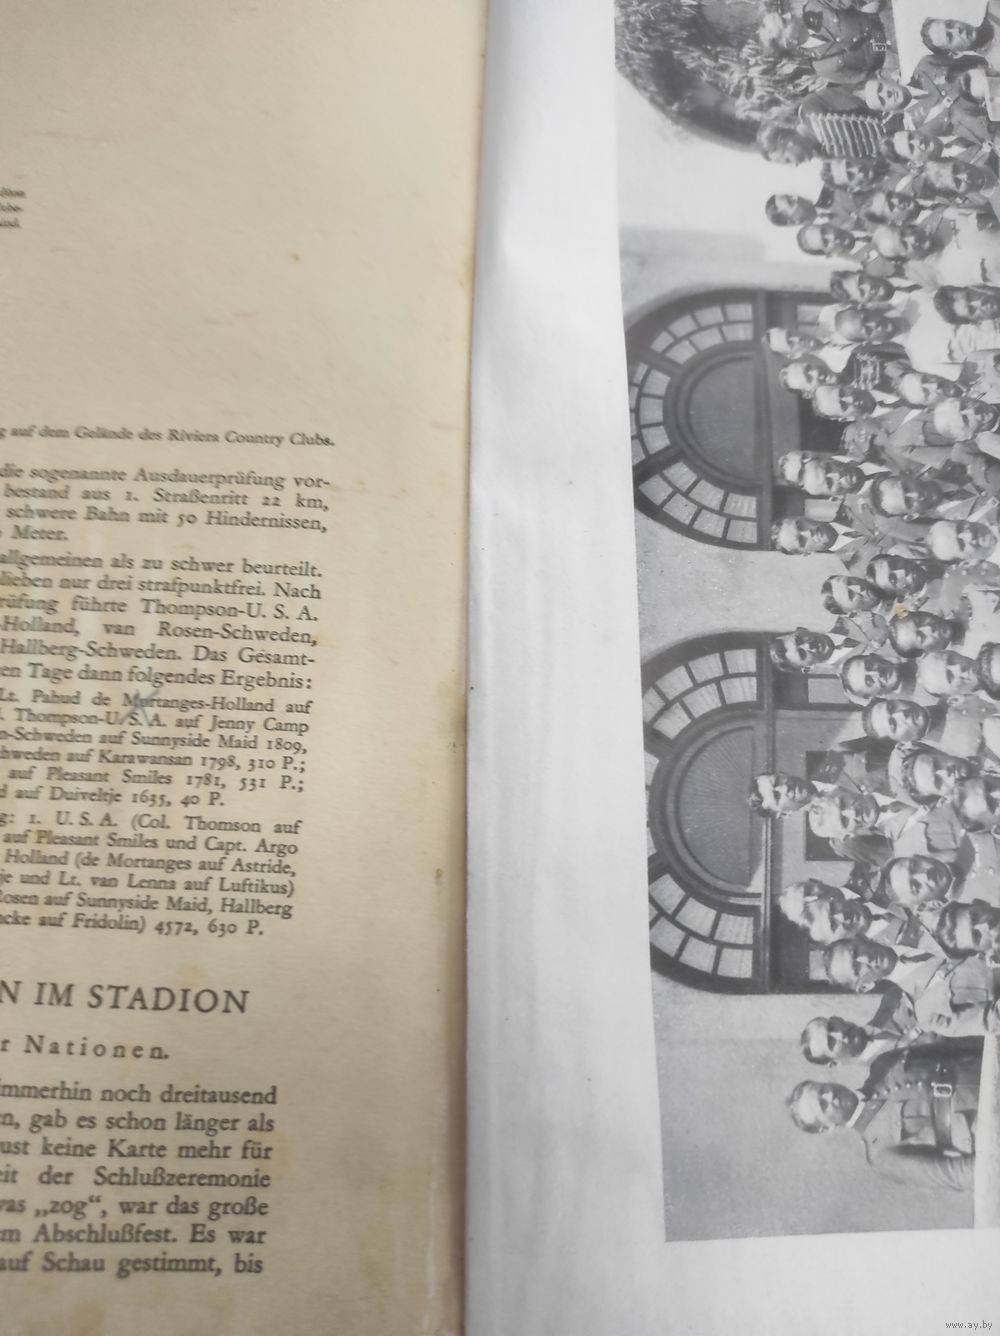 auf dem Gelände des Riviera Country Clubs.
die sogenannte Ausdauerprüfung vor-
bestand aus 1. Straßenritt 22 km,
schwere Bahn mit 50 Hindernissen,
Meter.
allgemeinen als zu schwer beurteilt.
lieben nur drei strafpunktfrei. Nach
rüfung führte Thompson-U. S. A.
-Holland, van Rosen-Schweden,
Hallberg-Schweden. Das Gesamt-
en Tage dann folgendes Ergebnis:
Lt. Pahud de Mortanges-Holland auf
. Thompson-U. S. A. auf Jenny Camp
n-Schweden auf Sunnyside Maid 1809,
hweden auf Karawansan 1798, 310 P.;
auf Pleasant Smiles 1781, 531 P.;
d auf Duiveltje 1635, 40 P.
g: 1. U. S. A. (Col. Thomson auf
auf Pleasant Smiles und Capt. Argo
Holland (de Mortanges auf Astride,
je und Lt. van Lenna auf Luftikus)
Rosen auf Sunnyside Maid, Hallberg
ncke auf Fridolin) 4572, 630 P.
N IM STADION
r Nationen.
immerhin noch dreitausend
n, gab es schon länger als
ust keine Karte mehr für
eit der Schlußzeremonie
was „zog“, war das große
m Abschlußfest. Es war
auf Schau gestimmt, bis
www.ay.by